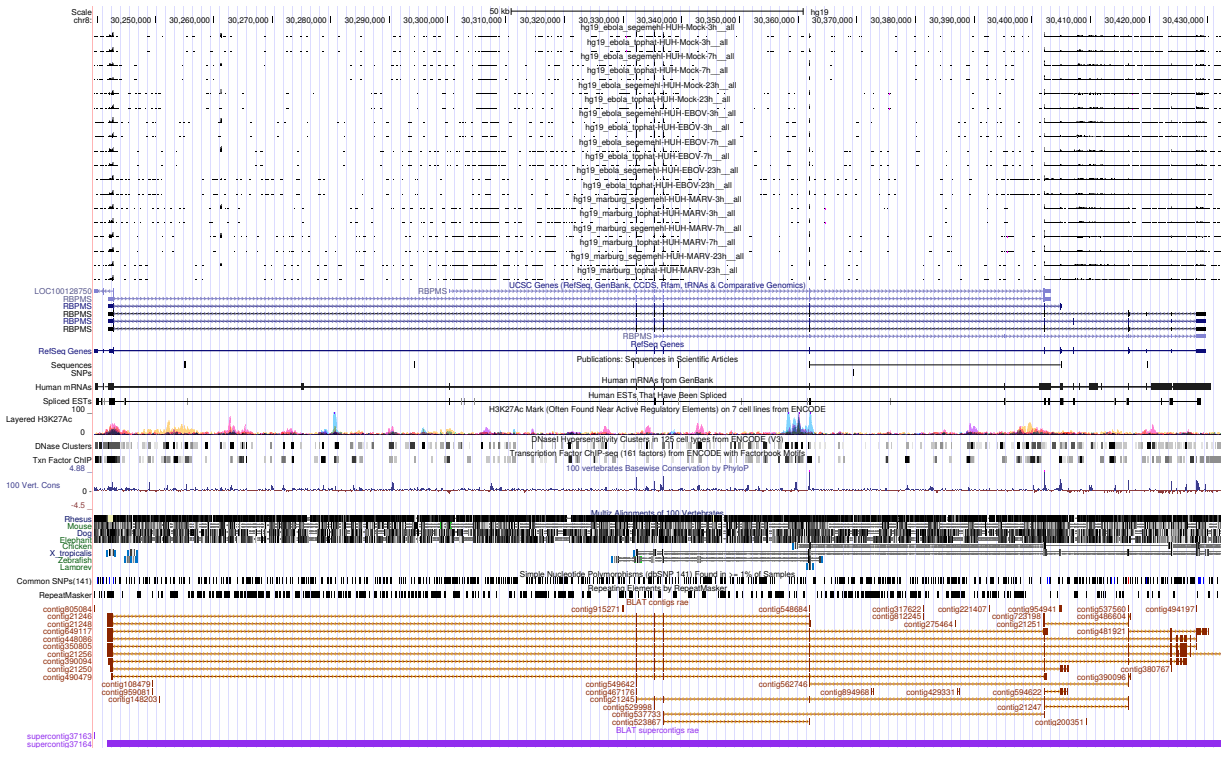 Scale 50 kb hg19
chr8: 30,250,000 30,260,000 30,270,000 30,280,000 30,290,000 30,300,000 30,310,000 30,320,000 30,330,000 30,340,000 30,350,000 30,360,000 30,370,000 30,380,000 30,390,000 30,400,000 30,410,000 30,420,000 30,430,000
hg19_ebola_segemehl-HUH-Mock-3h__all
hg19_ebola_tophat-HUH-Mock-3h__all
hg19_ebola_segemehl-HUH-Mock-7h__all
hg19_ebola_tophat-HUH-Mock-7h__all
hg19_ebola_segemehl-HUH-Mock-23h__all
hg19_ebola_tophat-HUH-Mock-23h__all
hg19_ebola_segemehl-HUH-EBOV-3h__all
hg19_ebola_tophat-HUH-EBOV-3h__all
hg19_ebola_segemehl-HUH-EBOV-7h__all
hg19_ebola_tophat-HUH-EBOV-7h__all
hg19_ebola_segemehl-HUH-EBOV-23h__all
hg19_ebola_tophat-HUH-EBOV-23h__all
hg19_marburg_segemehl-HUH-MARV-3h__all
hg19_marburg_tophat-HUH-MARV-3h__all
hg19_marburg_segemehl-HUH-MARV-7h__all
hg19_marburg_tophat-HUH-MARV-7h__all
hg19_marburg_segemehl-HUH-MARV-23h__all
hg19_marburg_tophat-HUH-MARV-23h__all
UCSC Genes (RefSeq, GenBank, CCDS, Rfam, tRNAs & Comparative Genomics)
LOC100128750 RBPMS
RBPMS
RBPMS
RBPMS
RBPMS
RBPMS
RBPMS
RefSeq Genes
RefSeq Genes
Publications: Sequences in Scientific Articles
Sequences
SNPs
Human mRNAs from GenBank
Human mRNAs
Human ESTs That Have Been Spliced
Spliced ESTs
H3K27Ac Mark (Often Found Near Active Regulatory Elements) on 7 cell lines from ENCODE
100
Layered H3K27Ac
0
DNaseI Hypersensitivity Clusters in 125 cell types from ENCODE (V3)
DNase Clusters
Transcription Factor ChIP-seq (161 factors) from ENCODE with Factorbook Motifs
Txn Factor ChIP
100 vertebrates Basewise Conservation by PhyloP
4.88
100 Vert. Cons
0
-4.5
Multiz Alignments of 100 Vertebrates
Rhesus
Mouse
Dog
Elephant
Chicken
X_tropicalis
Zebrafish
Lamprey
Simple Nucleotide Polymorphisms (dbSNP 141) Found in >= 1% of Samples
Common SNPs(141)
Repeating Elements by RepeatMasker
RepeatMasker
BLAT contigs rae
contig805084 contig915271 contig548684 contig317622 contig221407 contig954941 contig537560 contig494197
contig21246 contig812245 contig723198 contig486604
contig21248 contig275464 contig21251
contig649117 contig481921
contig448086
contig350805
contig21256
contig390094
contig21250 contig380767
contig490479 contig390096
contig108479 contig549642 contig562746
contig959081 contig467176 contig894968 contig429331 contig594622
contig148203 contig21245
contig529998 contig21247
contig537733
contig523867 contig200351
BLAT supercontigs rae
supercontig37163
supercontig37164